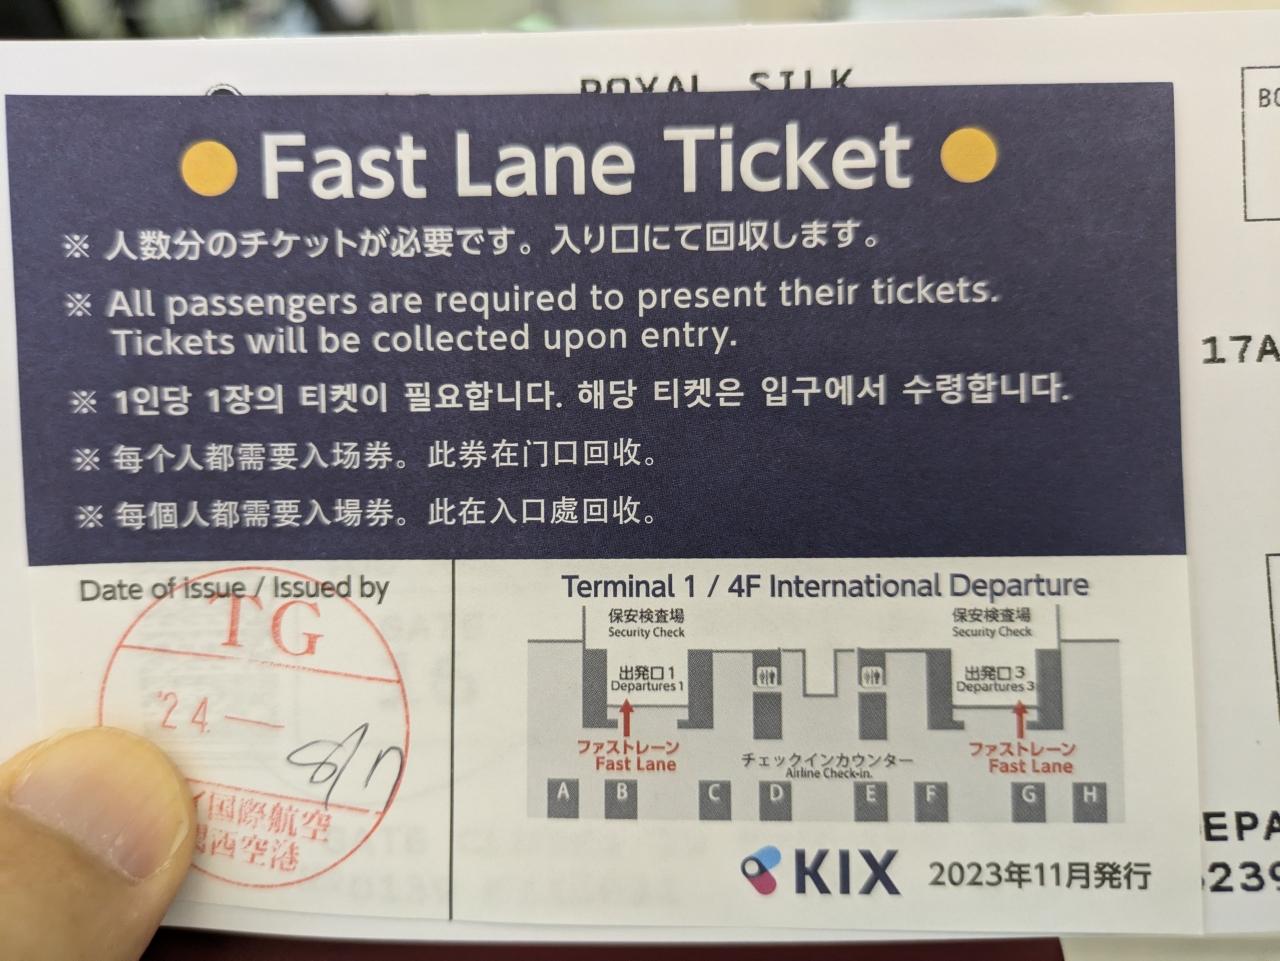 ROYAL SILK
Fast Lane Ticket
※ 人数分のチケットが必要です。入り口にて回収します。
※ All passengers are required to present their tickets.
Tickets will be collected upon entry.
※ 1인당 1장의 티켓이 필요합니다. 해당 티켓은 입구에서 수령합니다.
※ 每个人都需要入场券。此券在门口回收。
※ 每個人都需要入場券。此在入口處回收。
Date of issue / Issued by
TG
'24.
8/17
国際航空
西空港
Terminal 1 / 4F International Departure
保安検査場
Security Check
保安検査場
Security Check
出発口1
Departures 1
出発口3
Departures 3
ファストレーン
Fast Lane
チェックインカウンター
Airline Check-in.
ファストレーン
Fast Lane
A B C D E F G H
KIX 2023年11月発行
17A